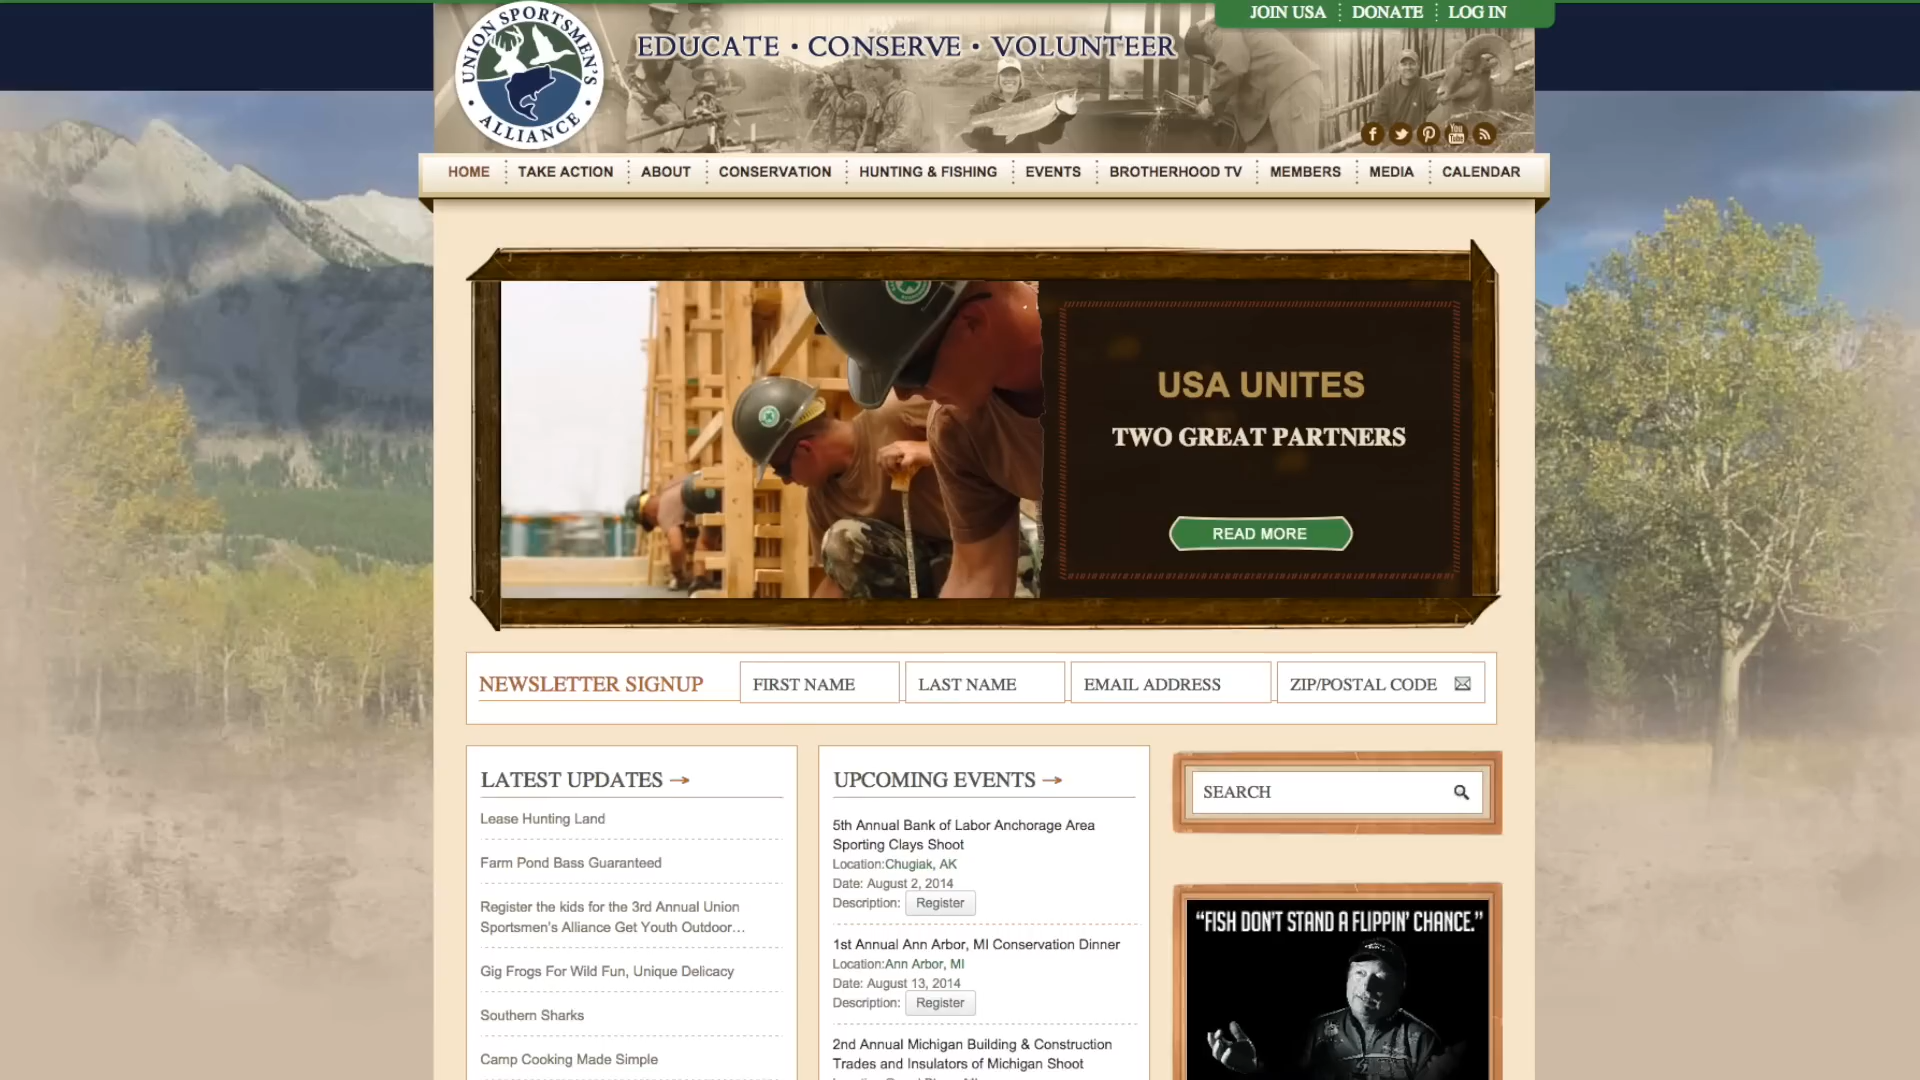 JOIN USA
DONATE
LOG IN
UNION SPORTSMEN'S
ALLIANCE
EDUCATE • CONSERVE • VOLUNTEER
You
Tube
HOME
TAKE ACTION
ABOUT
CONSERVATION
HUNTING & FISHING
EVENTS
BROTHERHOOD TV
MEMBERS
MEDIA
CALENDAR
USA UNITES
TWO GREAT PARTNERS
READ MORE
NEWSLETTER SIGNUP
FIRST NAME
LAST NAME
EMAIL ADDRESS
ZIP/POSTAL CODE
LATEST UPDATES
Lease Hunting Land
Farm Pond Bass Guaranteed
Register the kids for the 3rd Annual Union
Sportsmen's Alliance Get Youth Outdoor…
Gig Frogs For Wild Fun, Unique Delicacy
Southern Sharks
Camp Cooking Made Simple
UPCOMING EVENTS
5th Annual Bank of Labor Anchorage Area
Sporting Clays Shoot
Location:Chugiak, AK
Date: August 2, 2014
Description: Register
1st Annual Ann Arbor, MI Conservation Dinner
Location:Ann Arbor, MI
Date: August 13, 2014
Description: Register
2nd Annual Michigan Building & Construction
Trades and Insulators of Michigan Shoot
SEARCH
"FISH DON'T STAND A FLIPPIN' CHANCE."